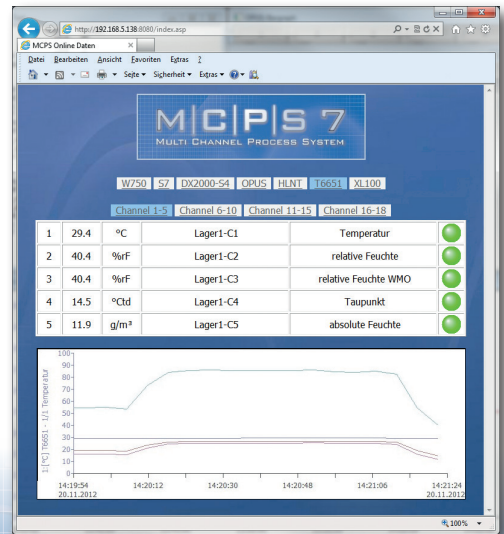 http://192.168.5.138:8080/index.asp
MCPS Online Daten
Datei Bearbeiten Ansicht Favoriten Extras ?
Seite Sicherheit Extras
M|C|P|S 7
MULTI CHANNEL PROCESS SYSTEM
W750 S7 DX2000-S4 OPUS HLNT T6651 XL100
Channel 1-5 Channel 6-10 Channel 11-15 Channel 16-18
1 29.4 °C Lager1-C1 Temperatur
2 40.4 %rF Lager1-C2 relative Feuchte
3 40.4 %rF Lager1-C3 relative Feuchte WMO
4 14.5 °Ctd Lager1-C4 Taupunkt
5 11.9 g/m³ Lager1-C5 absolute Feuchte
1:[°C] T6651 - 1/1 Temperatur
100
90
80
70
60
50
40
30
20
10
0
14:19:54 14:20:12 14:20:30 14:20:48 14:21:06 14:21:24
20.11.2012 20.11.2012
100%